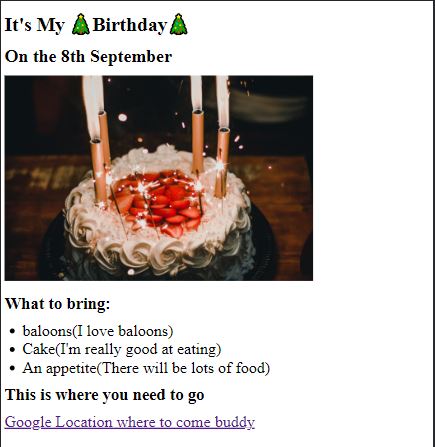 It's My 🎄Birthday🎄
On the 8th September
What to bring:
baloons(I love baloons)
Cake(I'm really good at eating)
An appetite(There will be lots of food)
This is where you need to go
Google Location where to come buddy